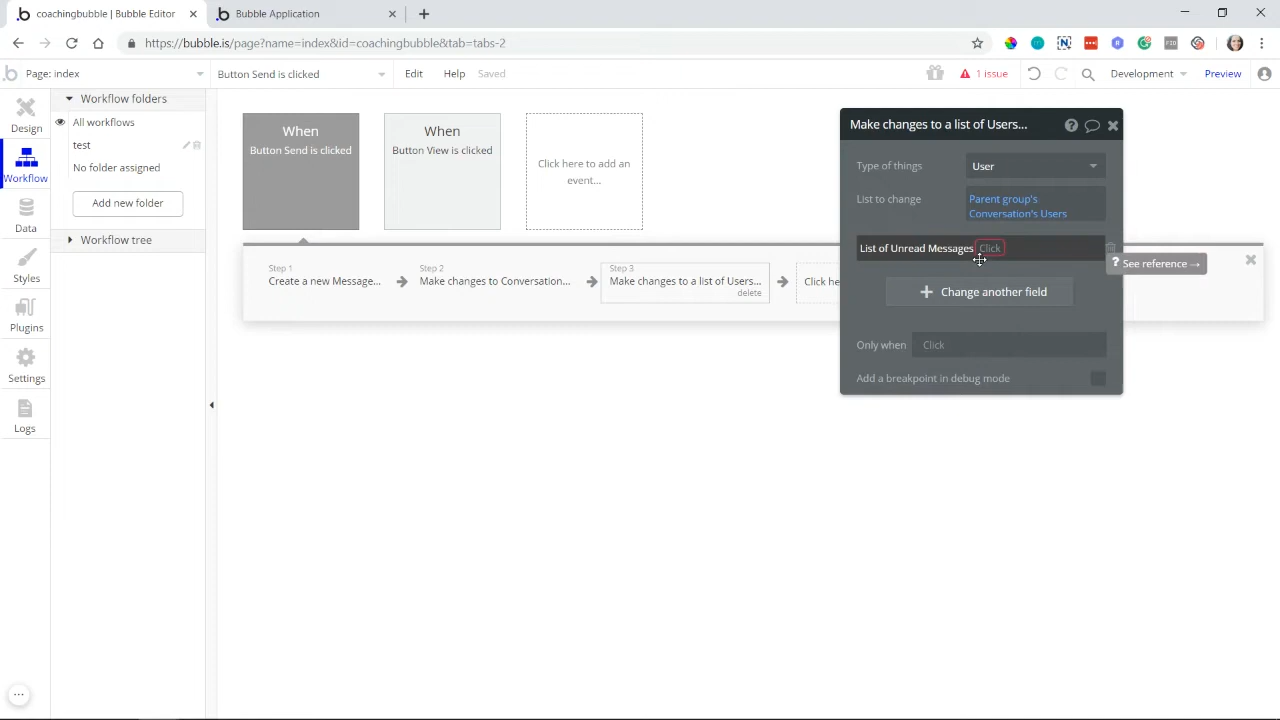 coachingbubble | Bubble Editor
Bubble Application
https://bubble.is/page?name=index&id=coachingbubble&tab=tabs-2
Page: index
Button Send is clicked
Edit
Help
Saved
1 issue
Development
Preview
Design
Workflow
Data
Styles
Plugins
Settings
Logs
Workflow folders
All workflows
test
No folder assigned
Add new folder
Workflow tree
When
Button Send is clicked
When
Button View is clicked
Click here to add an
event...
Step 1
Create a new Message...
Step 2
Make changes to Conversation...
Step 3
Make changes to a list of Users...
delete
Click he
Make changes to a list of Users...
Type of things
User
List to change
Parent group's
Conversation's Users
List of Unread Messages Click
? See reference →
Change another field
Only when
Click
Add a breakpoint in debug mode